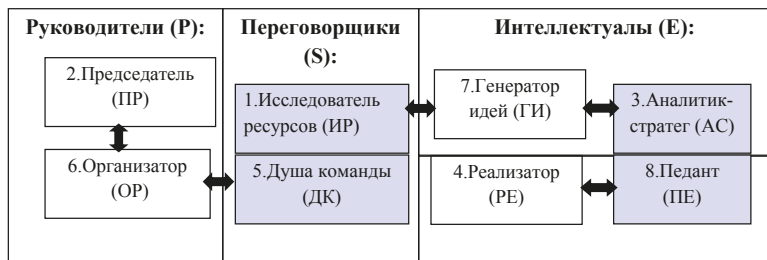 Руководители (P):
Переговорщики
(S):
Интеллектуалы (E):
2.Председатель
(ПР)
6.Организатор
(ОР)
1.Исследователь
ресурсов (ИР)
5.Душа команды
(ДК)
7.Генератор
идей (ГИ)
3.Аналитик-
стратег (АС)
4.Реализатор
(РЕ)
8.Педант
(ПЕ)